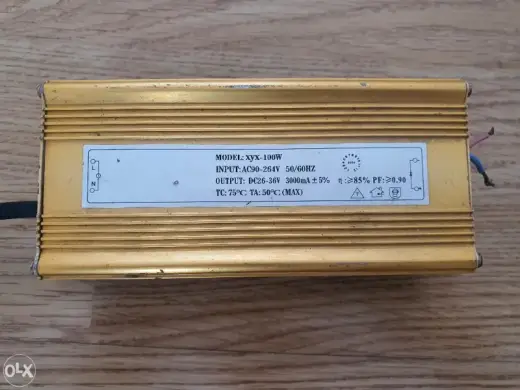 MODEL: XYX-100W
INPUT: AC90-264V 50/60HZ
OUTPUT: DC26-36V 3000mA ± 5% η :≥85% PF:≥0.90
TC: 75℃ TA: 50℃ (MAX)
L
N
OLX